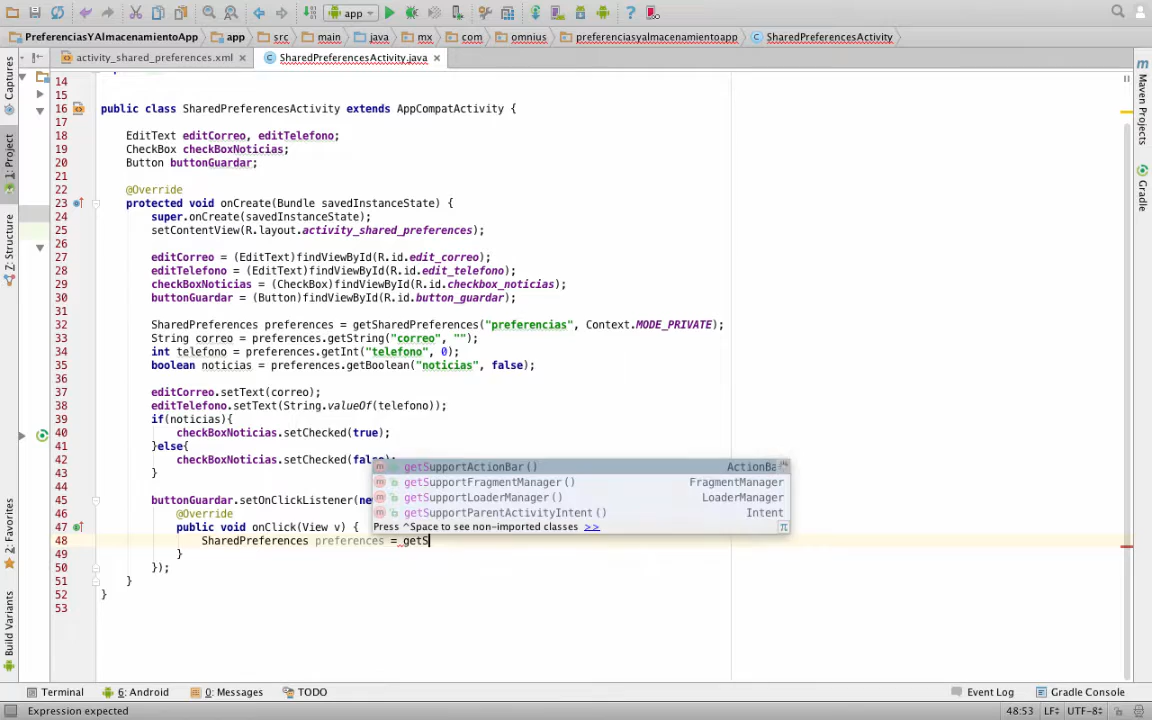 app
PreferenciasYAlmacenamientoApp app src main java mx com omnius preferenciasyalmacenamientoapp SharedPreferencesActivity
activity_shared_preferences.xml SharedPreferencesActivity.java
Captures
1: Project
Z: Structure
2: Favorites
Build Variants
Maven Projects
Gradle
14
15
16 public class SharedPreferencesActivity extends AppCompatActivity {
17
18 EditText editCorreo, editTelefono;
19 CheckBox checkBoxNoticias;
20 Button buttonGuardar;
21
22 @Override
23 protected void onCreate(Bundle savedInstanceState) {
24 super.onCreate(savedInstanceState);
25 setContentView(R.layout.activity_shared_preferences);
26
27 editCorreo = (EditText)findViewById(R.id.edit_correo);
28 editTelefono = (EditText)findViewById(R.id.edit_telefono);
29 checkBoxNoticias = (CheckBox)findViewById(R.id.checkbox_noticias);
30 buttonGuardar = (Button)findViewById(R.id.button_guardar);
31
32 SharedPreferences preferences = getSharedPreferences("preferencias", Context.MODE_PRIVATE);
33 String correo = preferences.getString("correo", "");
34 int telefono = preferences.getInt("telefono", 0);
35 boolean noticias = preferences.getBoolean("noticias", false);
36
37 editCorreo.setText(correo);
38 editTelefono.setText(String.valueOf(telefono));
39 if(noticias){
40 checkBoxNoticias.setChecked(true);
41 }else{
42 checkBoxNoticias.setChecked(false);
43 }
44
45 buttonGuardar.setOnClickListener(new
46 @Override
47 public void onClick(View v) {
48 SharedPreferences preferences = getS
49 }
50 });
51 }
52 }
53
getSupportActionBar() ActionBa
getSupportFragmentManager() FragmentManager
getSupportLoaderManager() LoaderManager
getSupportParentActivityIntent() Intent
Press ^Space to see non-imported classes >> π
Terminal 6: Android 0: Messages TODO Event Log Gradle Console
Expression expected 48:53 LF÷ UTF-8÷